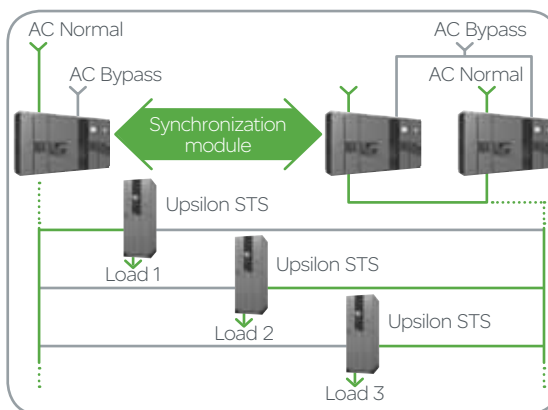 AC Normal
AC Bypass
AC Bypass
AC Normal
Synchronization
module
Upsilon STS
Load 1
Upsilon STS
Load 2
Upsilon STS
Load 3